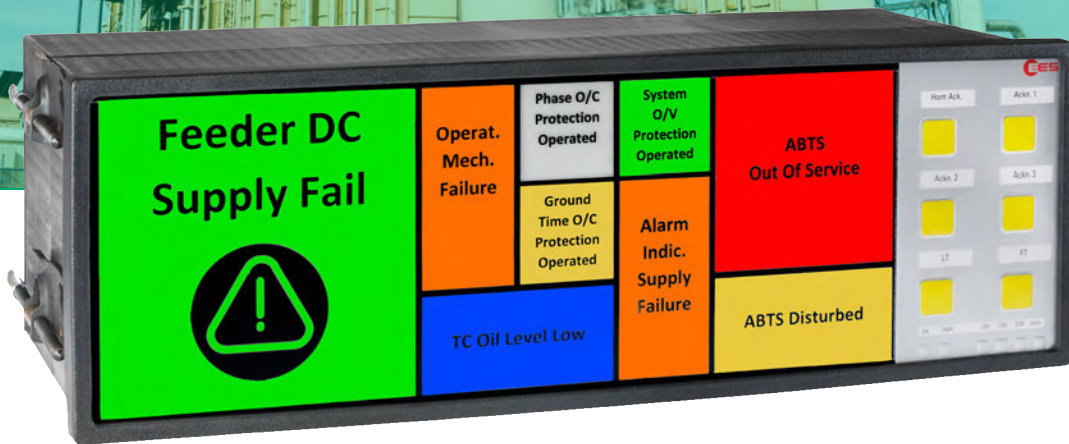 Feeder DC
Supply Fail
Operat.
Mech.
Failure
Phase O/C
Protection
Operated
Ground
Time O/C
Protection
Operated
TC Oil Level Low
System
O/V
Protection
Operated
Alarm
Indic.
Supply
Failure
ABTS
Out Of Service
ABTS Disturbed
EES
Horn Ack.
Ackn. 1
Ackn. 2
Ackn. 3
LT
FT